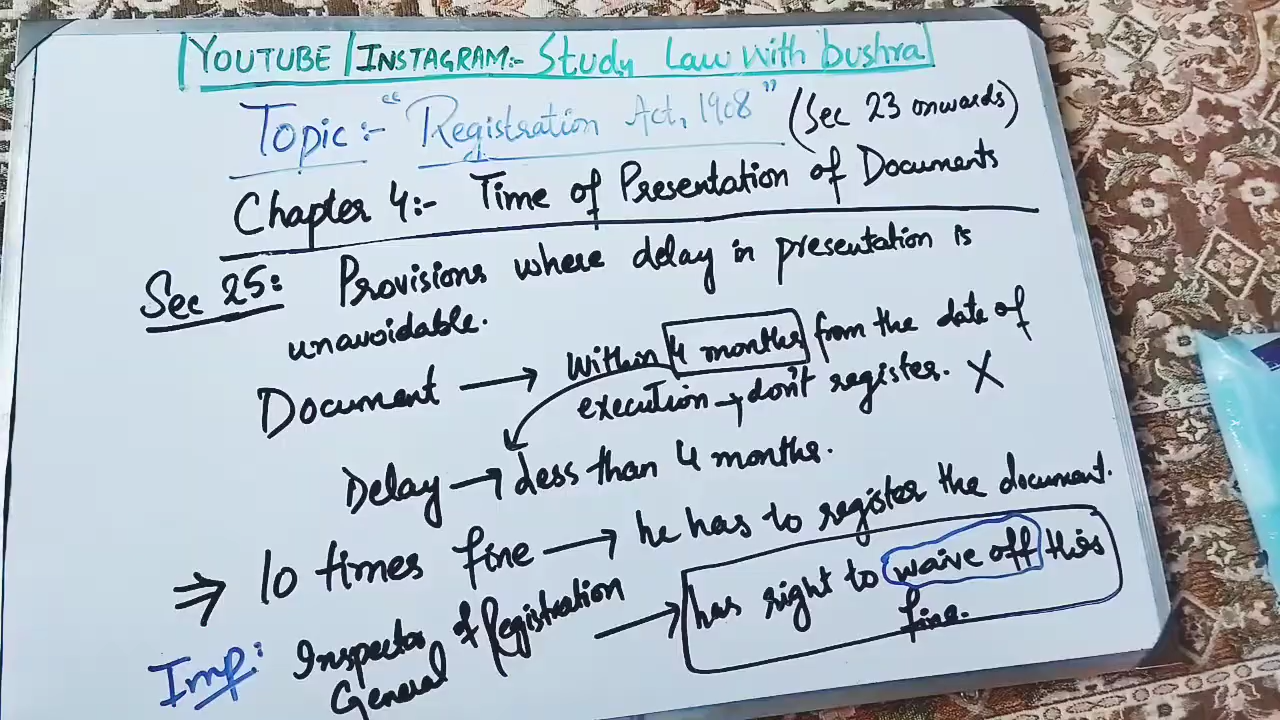 YOUTUBE | INSTAGRAM:- Study Law with bushra
Topic:- "Registration Act, 1908" (Sec 23 onwards)
Chapter 4:- Time of Presentation of Documents
Sec 25: Provisions where delay in presentation is
unavoidable.
Document → Within 4 months from the date of
execution → don't register. X
Delay → less than 4 months.
⇒ 10 times fine → he has to register the document.
Imp: Inspector General of Registration → has right to waive off this
fine.